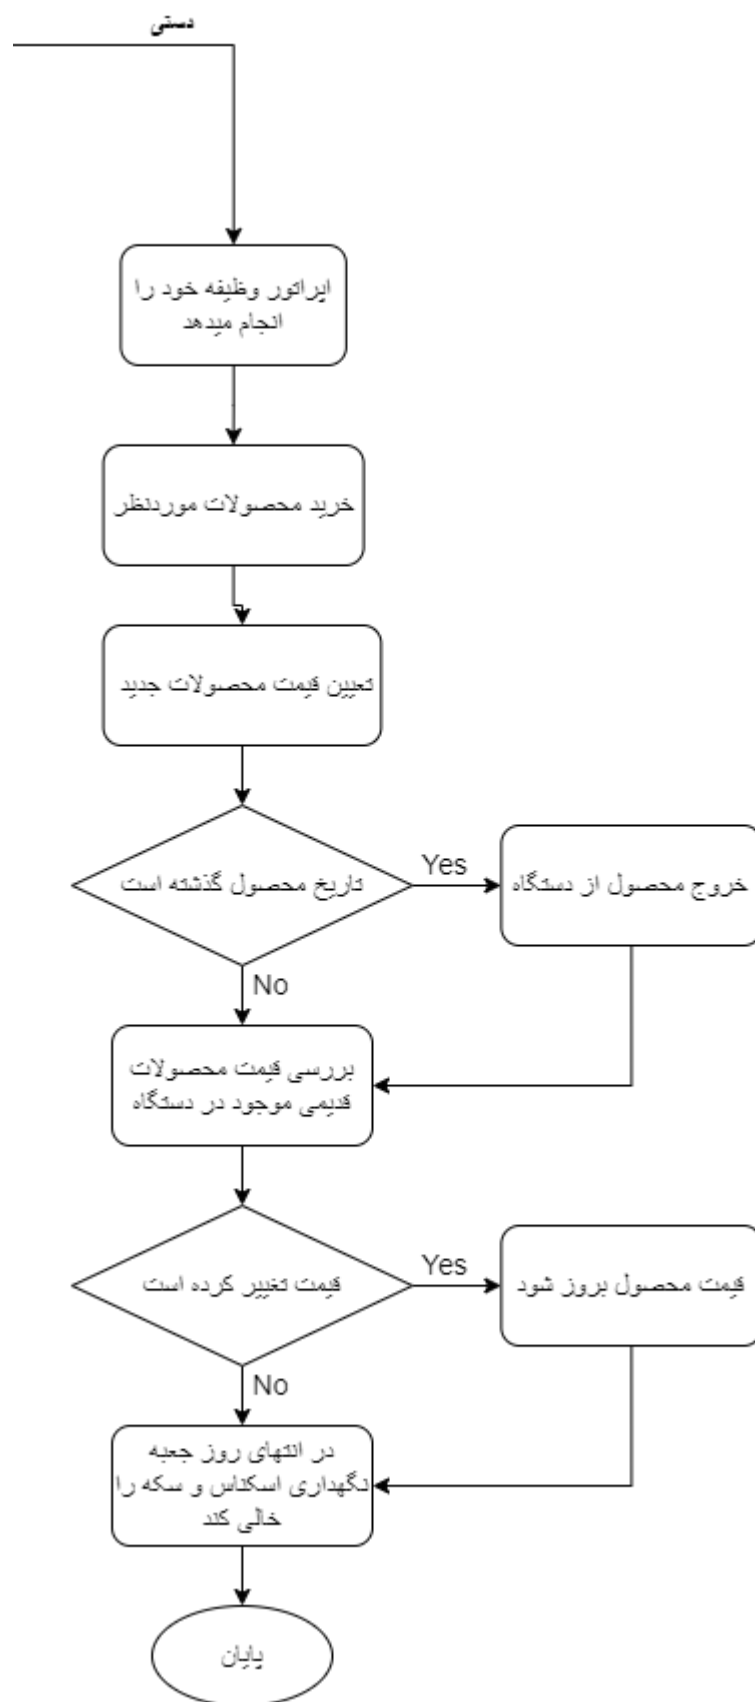 دستی
اپراتور وظیفه خود را
انجام میدهد
خرید محصولات موردنظر
تعیین قیمت محصولات جدید
تاریخ محصول گذشته است
Yes
خروج محصول از دستگاه
No
بررسی قیمت محصولات
قدیمی موجود در دستگاه
قیمت تغییر کرده است
Yes
قیمت محصول بروز شود
No
در انتهای روز جعبه
نگهداری اسکناس و سکه را
خالی کند
پایان